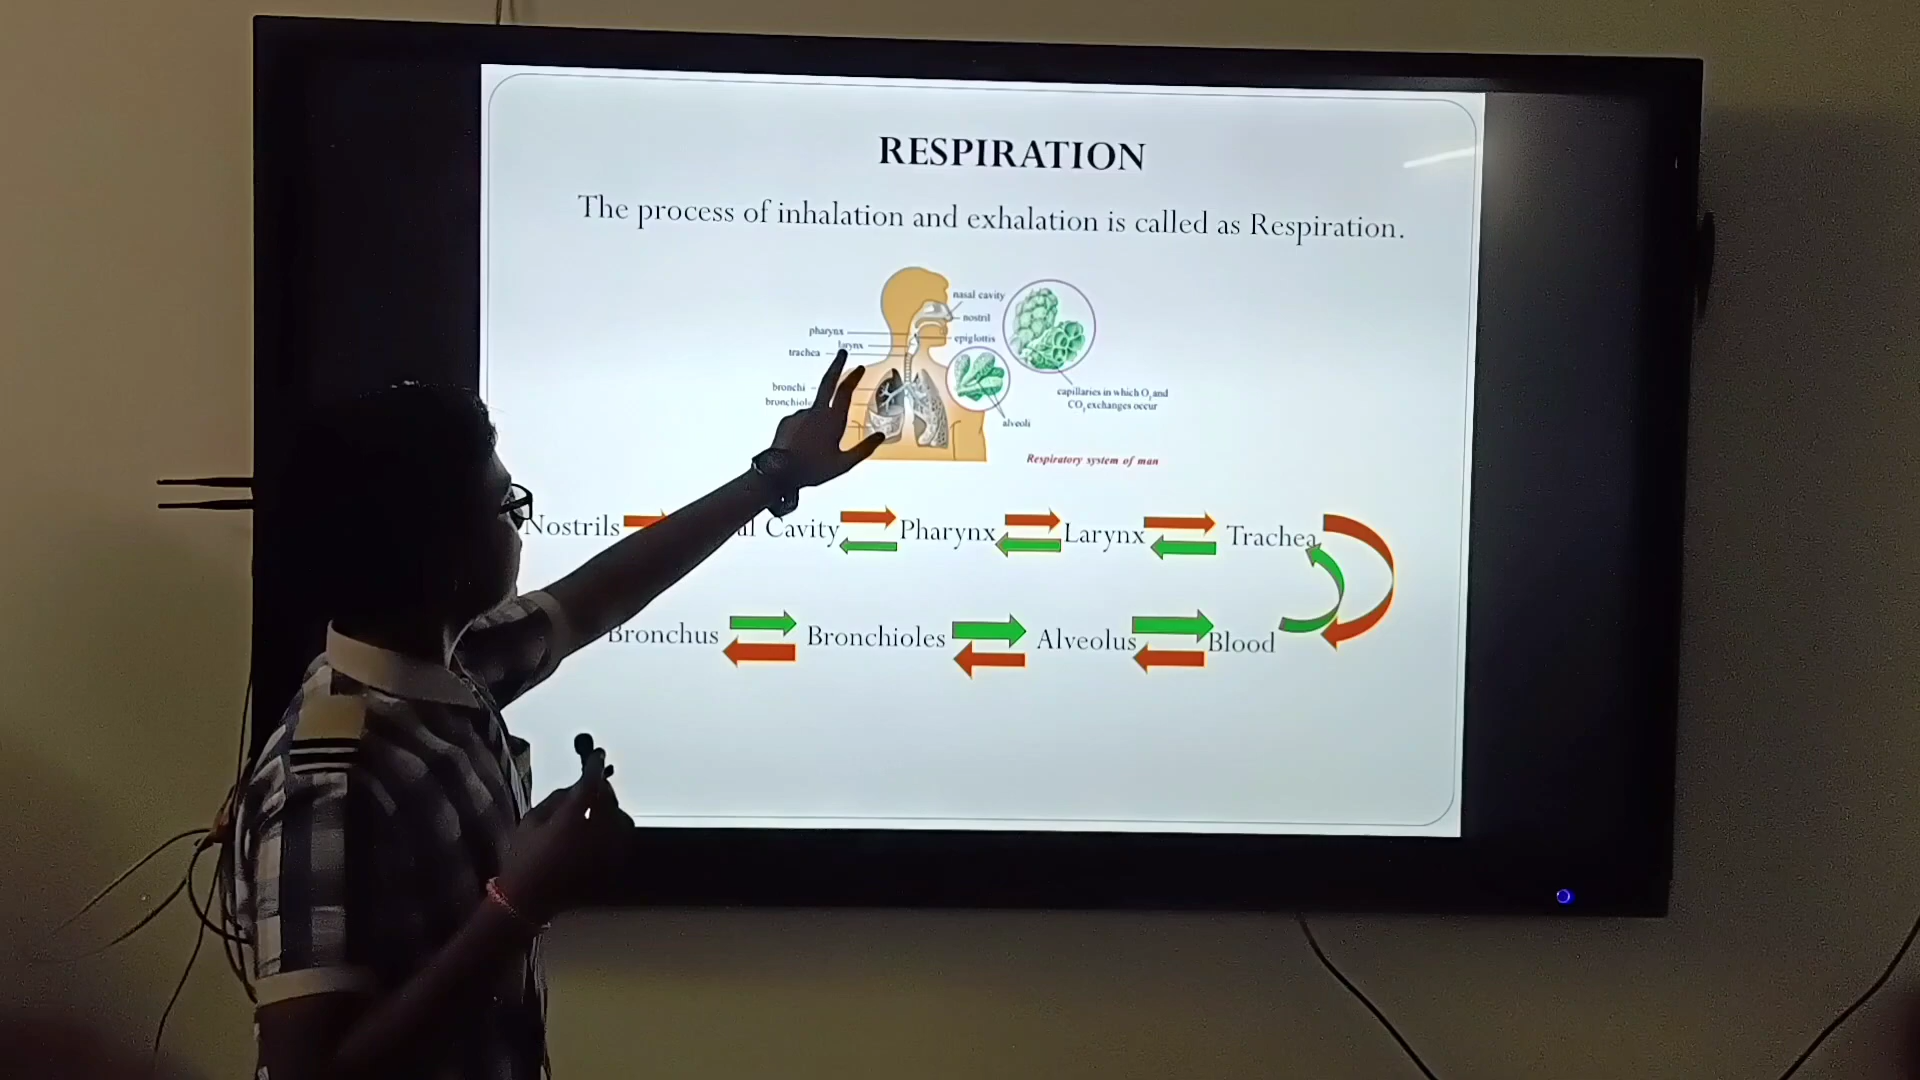 RESPIRATION
The process of inhalation and exhalation is called as Respiration.
nasal cavity
nostril
pharynx
larynx
epiglottis
trachea
bronchi
capillaries in which O₂ and
CO₂ exchanges occur
alveoli
Respiratory system of man
Nostrils Cavity Pharynx Larynx Trachea
Bronchus Bronchioles Alveolus Blood